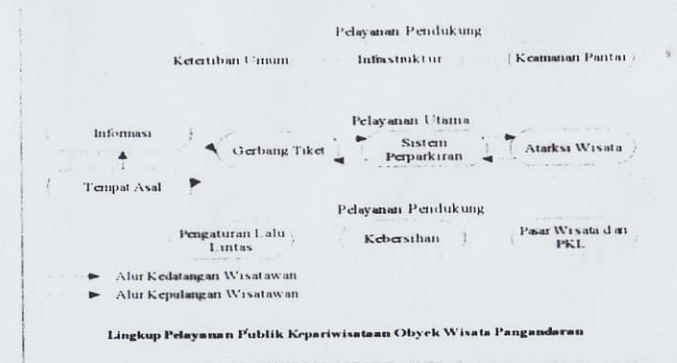 Pelayanan Pendukung
Ketertiban Umum
Infrastruktur
Keamanan Pantai
Pelayanan Utama
Informasi
Gerbang Tiket
Sistem
Perparkiran
Ataksi Wisata
Tempat Asal
Pelayanan Pendukung
Pengaturan Lalu
Lintas
Kebersihan
Pasar Wisata dan
PKL
Alur Kedatangan Wisatawan
Alur Kepulangan Wisatawan
Lingkup Pelayanan Publik Kepariwisataan Obyek Wisata Pangandaran